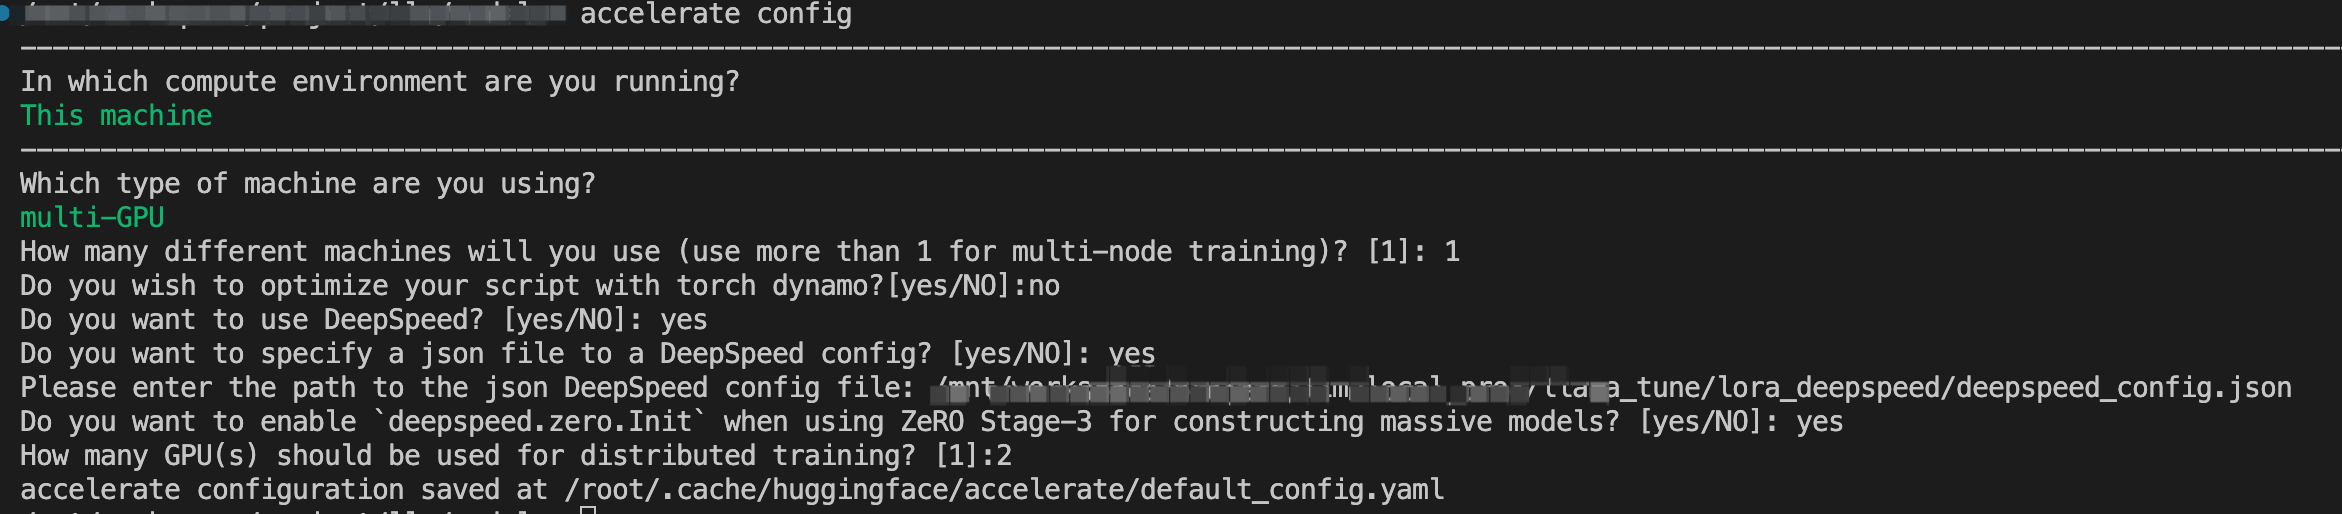 accelerate config
In which compute environment are you running?
This machine
Which type of machine are you using?
multi-GPU
How many different machines will you use (use more than 1 for multi-node training)? [1]: 1
Do you wish to optimize your script with torch dynamo?[yes/NO]:no
Do you want to use DeepSpeed? [yes/NO]: yes
Do you want to specify a json file to a DeepSpeed config? [yes/NO]: yes
Please enter the path to the json DeepSpeed config file: /lora_deepspeed/deepspeed_config.json
Do you want to enable `deepspeed.zero.Init` when using ZeRO Stage-3 for constructing massive models? [yes/NO]: yes
How many GPU(s) should be used for distributed training? [1]:2
accelerate configuration saved at /root/.cache/huggingface/accelerate/default_config.yaml